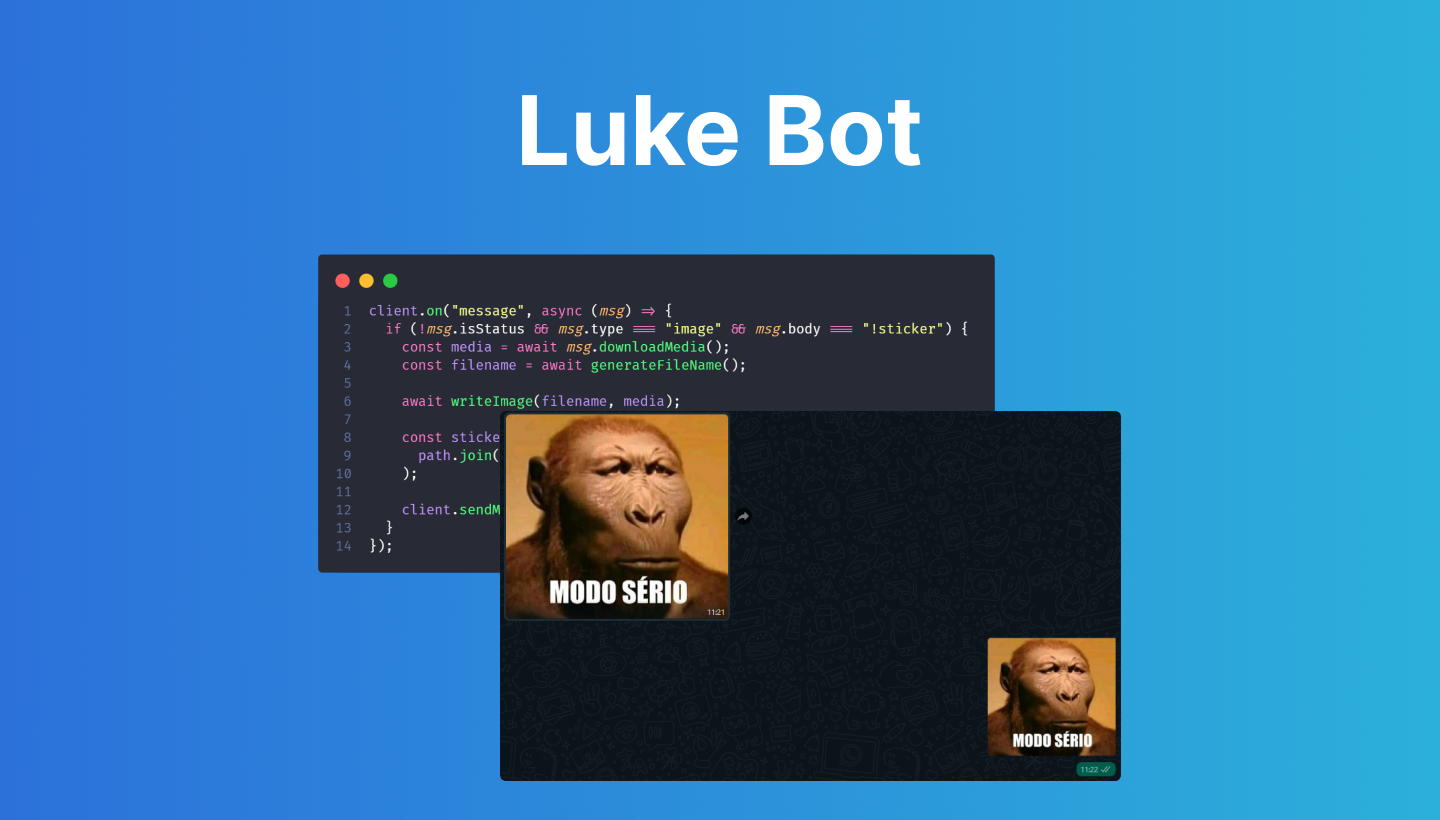 Luke Bot
1 client.on("message", async (msg) => {
2 if (!msg.isStatus && msg.type === "image" && msg.body === "!sticker") {
3 const media = await msg.downloadMedia();
4 const filename = await generateFileName();
5
6 await writeImage(filename, media);
7
8 const sticke
9 path.join(
10 );
11
12 client.sendM
13 }
14 });
MODO SÉRIO
11:21
MODO SÉRIO
11:22